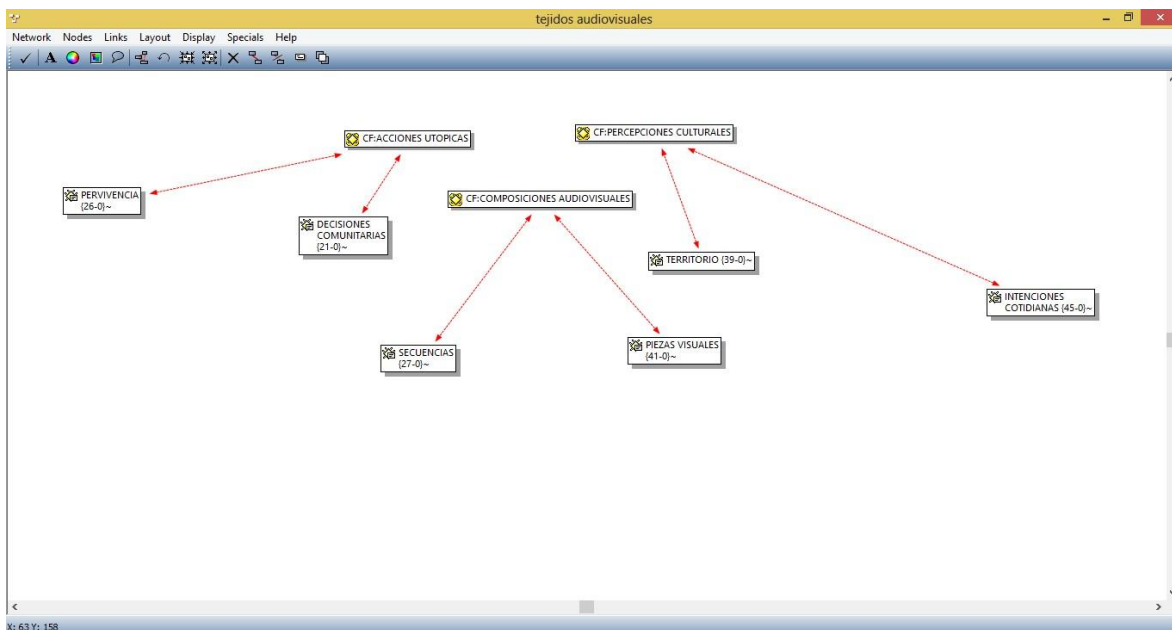 tejidos audiovisuales
Network Nodes Links Layout Display Specials Help
CF:ACCIONES UTOPICAS
CF:PERCEPCIONES CULTURALES
PERVIVENCIA
{26-0}~
CF:COMPOSICIONES AUDIOVISUALES
DECISIONES
COMUNITARIAS
{21-0}~
TERRITORIO {39-0}~
INTENCIONES
COTIDIANAS {45-0}~
SECUENCIAS
{27-0}~
PIEZAS VISUALES
{41-0}~
X: 63 Y: 158